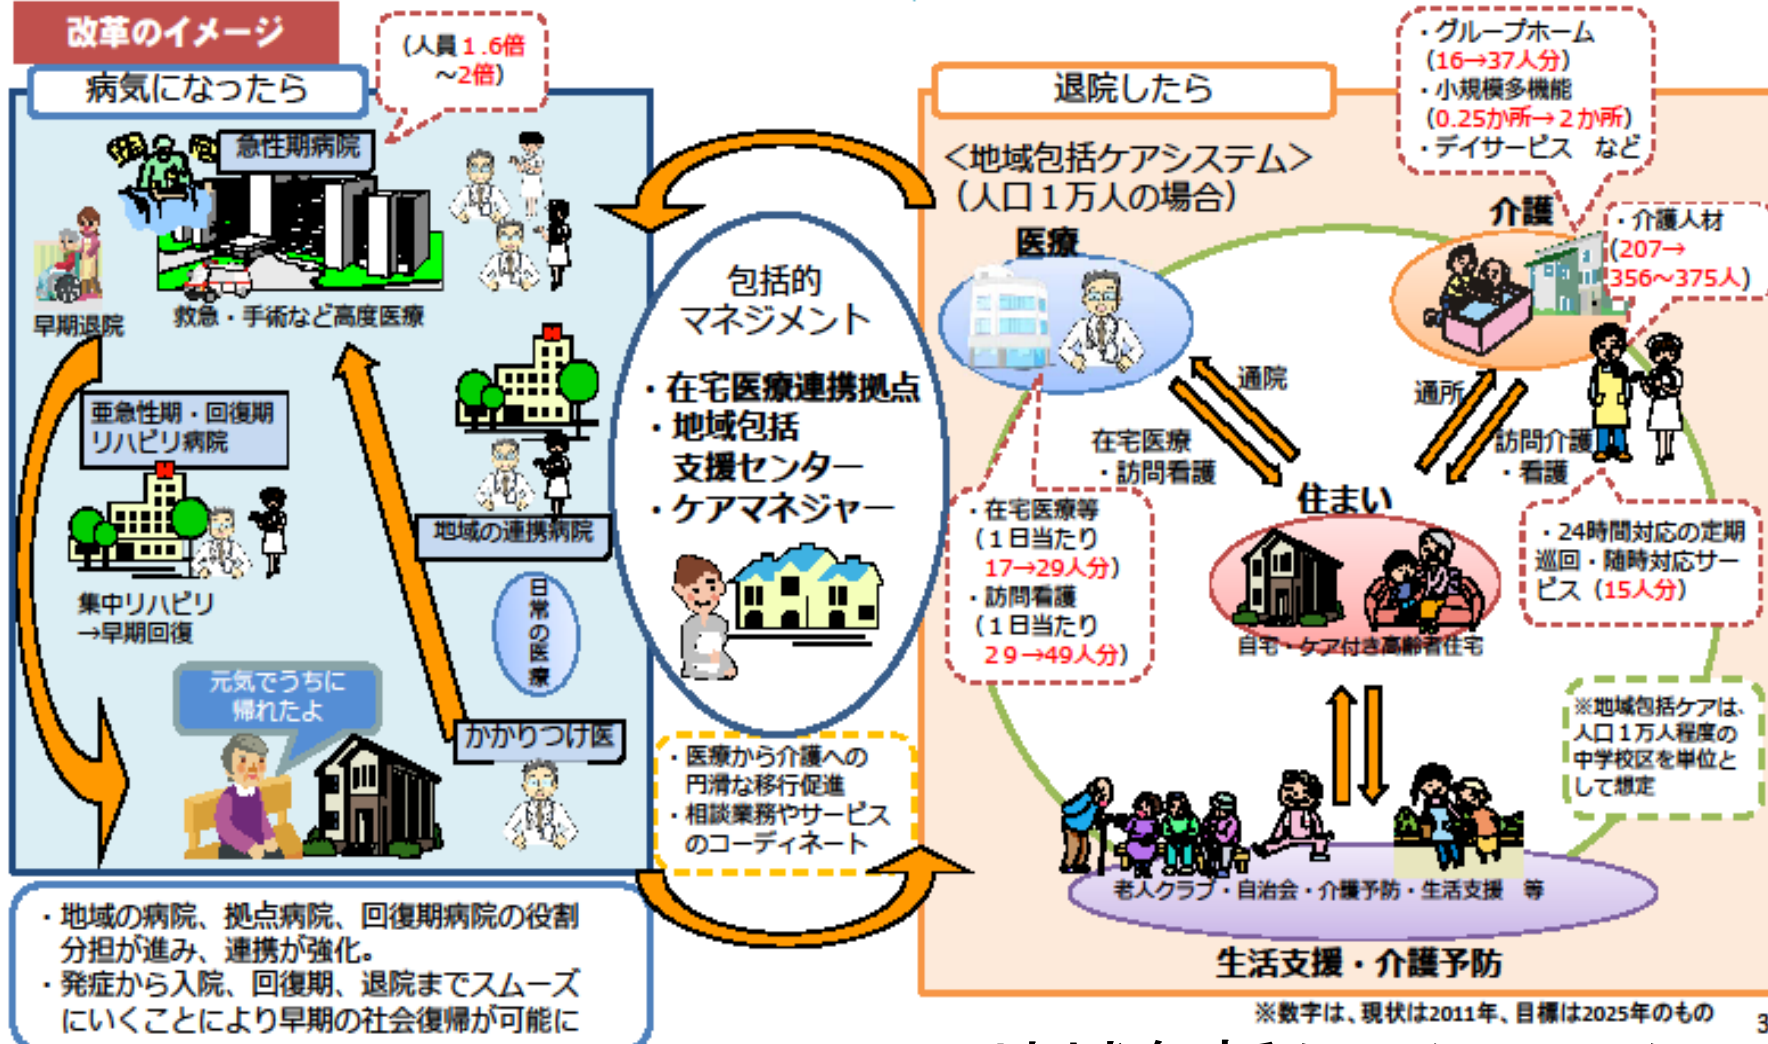 改革のイメージ
(人員1.6倍
～2倍)
病気になったら
急性期病院
早期退院
救急・手術など高度医療
亜急性期・回復期
リハビリ病院
集中リハビリ
→早期回復
地域の連携病院
日常の医療
元気でうちに
帰れたよ
かかりつけ医
・地域の病院、拠点病院、回復期病院の役割
分担が進み、連携が強化。
・発症から入院、回復期、退院までスムーズ
にいくことにより早期の社会復帰が可能に
包括的
マネジメント
・在宅医療連携拠点
・地域包括
支援センター
・ケアマネジャー
・医療から介護への
円滑な移行促進
・相談業務やサービス
のコーディネート
退院したら
＜地域包括ケアシステム＞
(人口１万人の場合)
・グループホーム
(16→37人分)
・小規模多機能
(0.25か所→２か所)
・デイサービス など
介護
・介護人材
(207→
356～375人)
医療
通院
在宅医療
・訪問看護
通所
訪問介護
・看護
・在宅医療等
(１日当たり
17→29人分)
・訪問看護
(１日当たり
２９→49人分)
住まい
自宅・ケア付き高齢者住宅
・24時間対応の定期
巡回・随時対応サー
ビス（15人分）
※地域包括ケアは、
人口１万人程度の
中学校区を単位と
して想定
老人クラブ・自治会・介護予防・生活支援 等
生活支援・介護予防
※数字は、現状は2011年、目標は2025年のもの
3